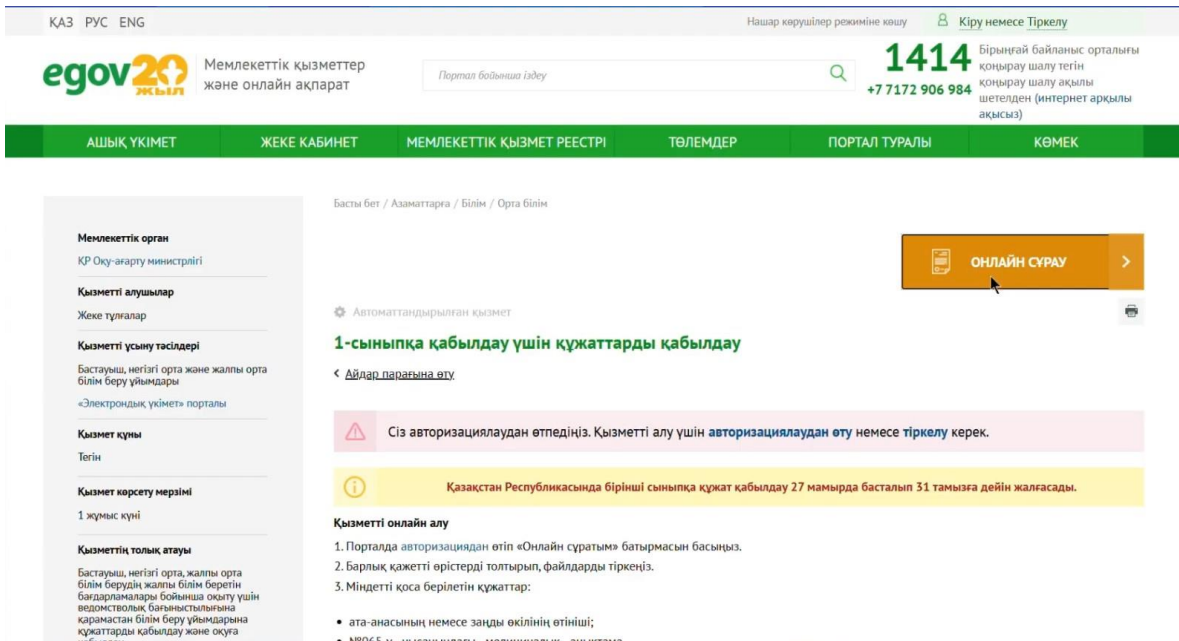 ҚАЗ РУС ENG
Нашар көрушілер режиміне көшу
Кіру немесе Тіркелу
egov 20 жыл
Мемлекеттік қызметтер
және онлайн ақпарат
Портал бойынша іздеу
1414
+7 7172 906 984
Бірыңғай байланыс орталығы
қоңырау шалу тегін
қоңырау шалу ақылы
шетелден (интернет арқылы
ақысыз)
АШЫҚ ҮКІМЕТ ЖЕКЕ КАБИНЕТ МЕМЛЕКЕТТІК ҚЫЗМЕТ РЕЕСТРІ ТӨЛЕМДЕР ПОРТАЛ ТУРАЛЫ КӨМЕК
Мемлекеттік орган
ҚР Оқу-ағарту министрлігі
Қызметті алушылар
Жеке тұлғалар
Қызметті ұсыну тәсілдері
Бастауыш, негізгі орта және жалпы орта
білім беру ұйымдары
«Электрондық үкімет» порталы
Қызмет құны
Тегін
Қызмет көрсету мерзімі
1 жұмыс күні
Қызметтің толық атауы
Бастауыш, негізгі орта, жалпы орта
білім берудің жалпы білім беретін
бағдарламалары бойынша оқыту үшін
ведомстволық бағыныстылығына
қарамастан білім беру ұйымдарына
құжаттарды қабылдау және оқуға
Басты бет / Азаматтарға / Білім / Орта білім
ОНЛАЙН СҰРАУ
Автоматтандырылған қызмет
1-сыныпқа қабылдау үшін құжаттарды қабылдау
Айдар парағына өту
Сіз авторизациялаудан өтпедіңіз. Қызметті алу үшін авторизациялаудан өту немесе тіркелу керек.
Қазақстан Республикасында бірінші сыныпқа құжат қабылдау 27 мамырда басталып 31 тамызға дейін жалғасады.
Қызметті онлайн алу
1. Порталда авторизациядан өтіп «Онлайн сұратым» батырмасын басыңыз.
2. Барлық қажетті өрістерді толтырып, файлдарды тіркеңіз.
3. Міндетті қоса берілетін құжаттар:
• ата-анасының немесе заңды өкілінің өтініші;